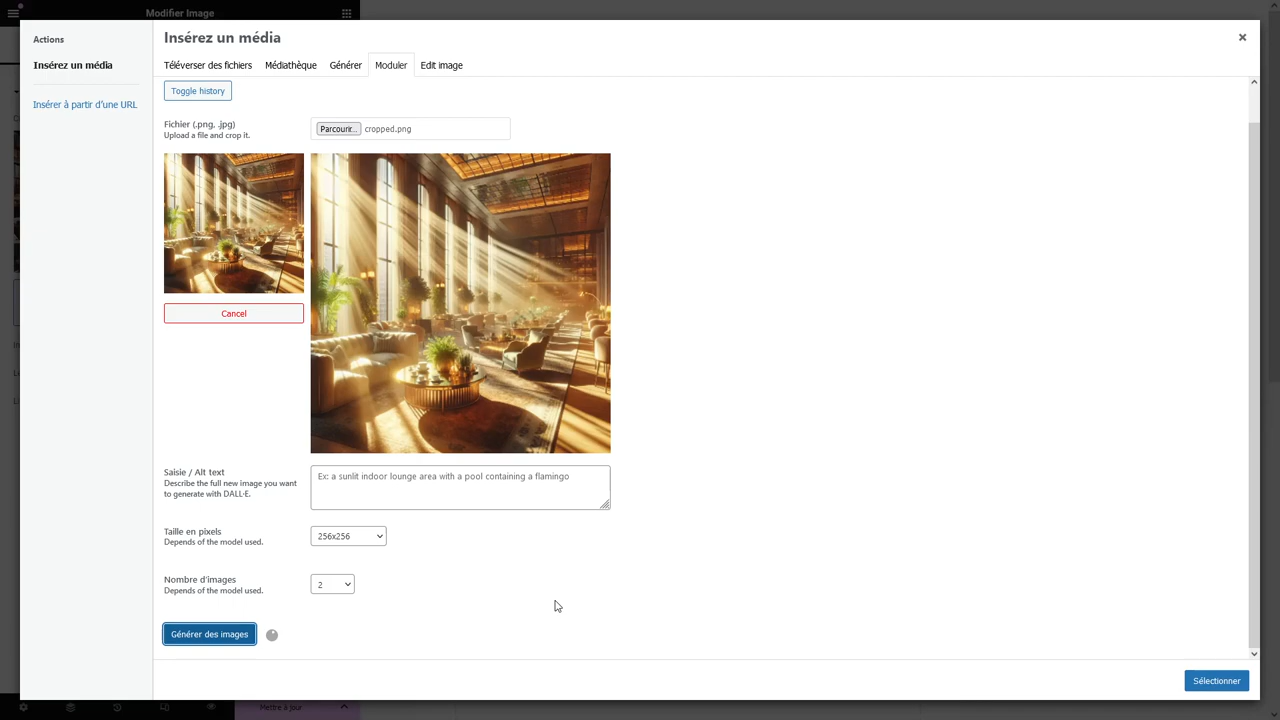 Modifier Image
Actions
Insérez un média
Insérer à partir d'une URL
Insérez un média
Téléverser des fichiers
Médiathèque
Générer
Moduler
Edit image
Toggle history
Fichier (.png, .jpg)
Upload a file and crop it.
Parcourir...
cropped.png
Cancel
Saisie / Alt text
Describe the full new image you want
to generate with DALL·E.
Ex: a sunlit indoor lounge area with a pool containing a flamingo
Taille en pixels
Depends of the model used.
256x256
Nombre d'images
Depends of the model used.
2
Générer des images
Sélectionner
Mettre à jour